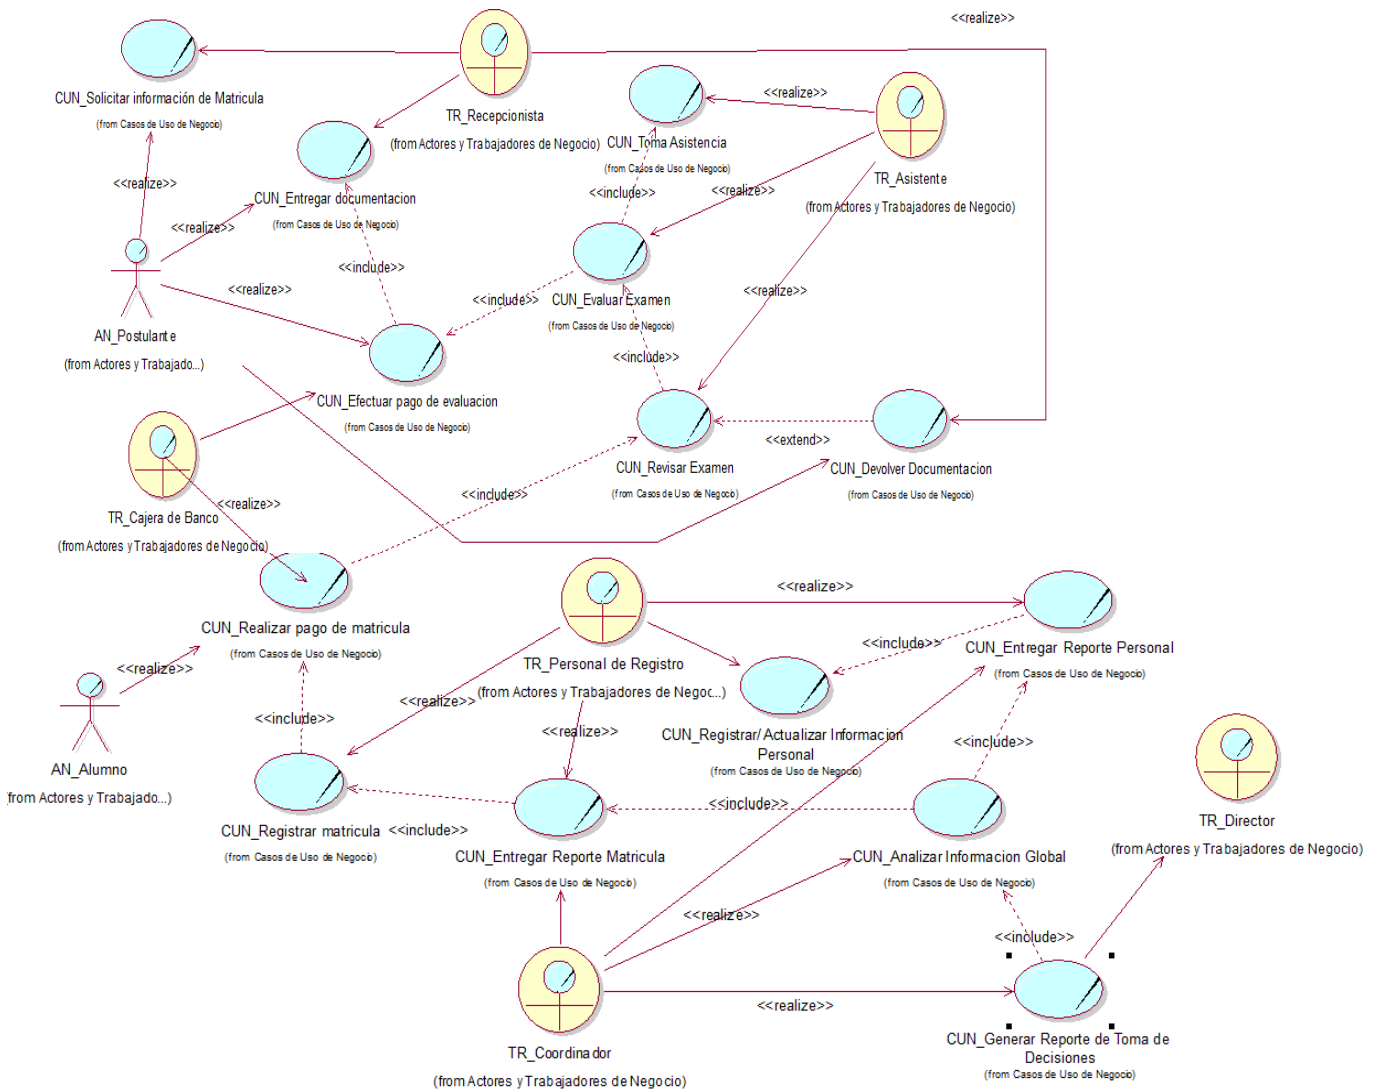 <<realize>>
CUN_Solicitar información de Matricula
(from Casos de Uso de Negocio)
TR_Recepcionista
(from Actores y Trabajadores de Negocio)
<<realize>>
CUN_Toma Asistencia
(from Casos de Uso de Negocio)
TR_Asistente
(from Actores y Trabajadores de Negocio)
<<realize>>
CUN_Entregar documentacion
(from Casos de Uso de Negocio)
<<include>>
<<realize>>
<<realize>>
<<include>>
<<realize>>
<<include>>
<<realize>>
CUN_Evaluar Examen
(from Casos de Uso de Negocio)
AN_Postulante
(from Actores y Trabajado...)
<<include>>
CUN_Efectuar pago de evaluacion
(from Casos de Uso de Negocio)
<<extend>>
CUN_Revisar Examen
(from Casos de Uso de Negocio)
CUN_Devolver Documentacion
(from Casos de Uso de Negocio)
<<include>>
<<realize>>
TR_Cajera de Banco
(from Actores y Trabajadores de Negocio)
<<realize>>
CUN_Realizar pago de matricula
(from Casos de Uso de Negocio)
TR_Personal de Registro
(from Actores y Trabajadores de Negoc...)
<<include>>
CUN_Entregar Reporte Personal
(from Casos de Uso de Negocio)
<<realize>>
<<realize>>
<<include>>
<<realize>>
CUN_Registrar/Actualizar Informacion
Personal
(from Casos de Uso de Negocio)
<<include>>
AN_Alumno
(from Actores y Trabajado...)
<<include>>
TR_Director
(from Actores y Trabajadores de Negocio)
CUN_Registrar matricula
(from Casos de Uso de Negocio)
<<include>>
CUN_Entregar Reporte Matricula
(from Casos de Uso de Negocio)
CUN_Analizar Informacion Global
(from Casos de Uso de Negocio)
<<realize>>
<<include>>
<<realize>>
TR_Coordinador
(from Actores y Trabajadores de Negocio)
CUN_Generar Reporte de Toma de
Decisiones
(from Casos de Uso de Negocio)